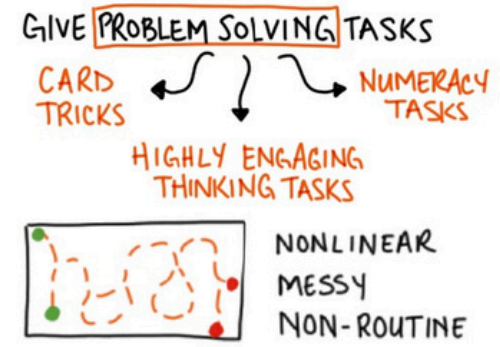 GIVE PROBLEM SOLVING TASKS
CARD
TRICKS
NUMERACY
TASKS
HIGHLY ENGAGING
THINKING TASKS
NONLINEAR
MESSY
NON-ROUTINE